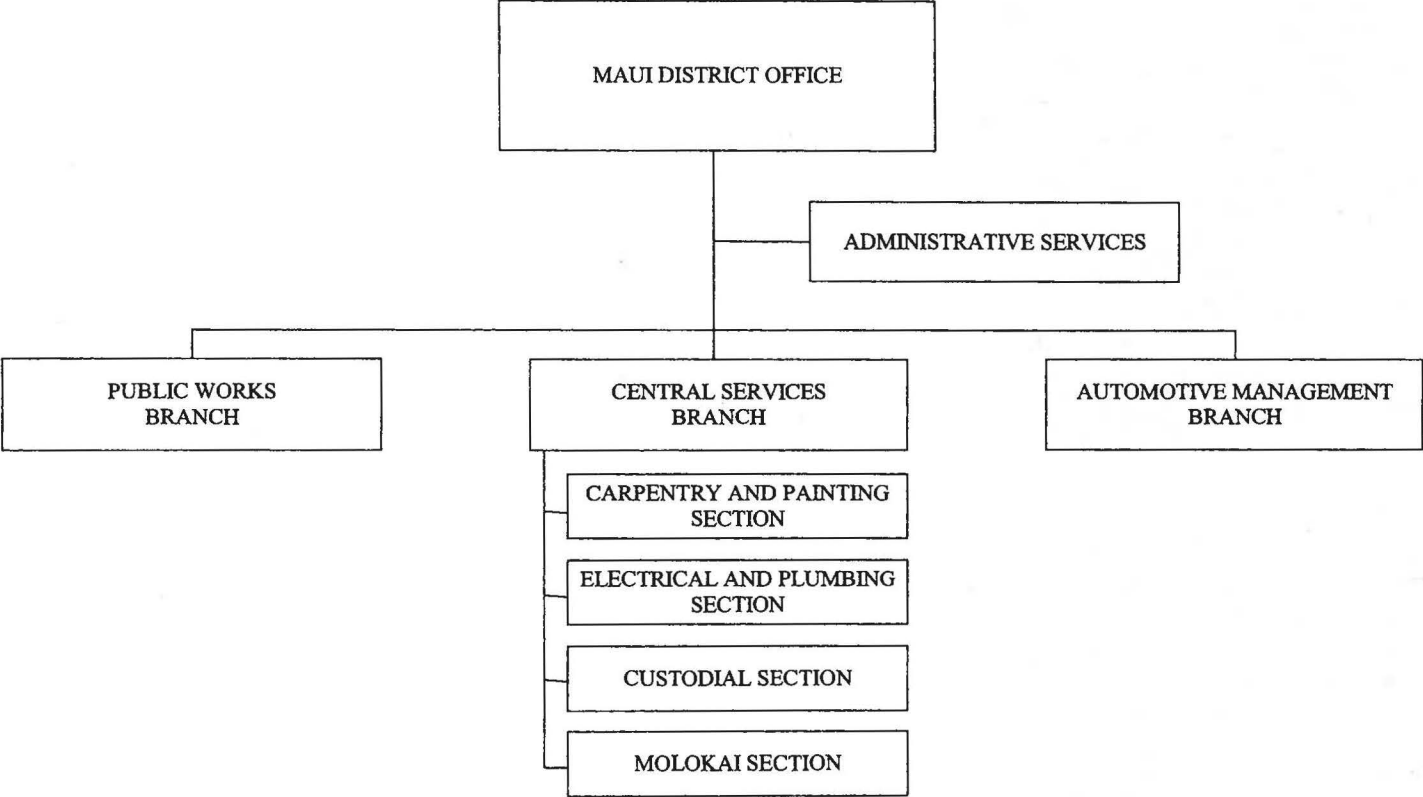 MAUI DISTRICT OFFICE
ADMINISTRATIVE SERVICES
PUBLIC WORKS
BRANCH
CENTRAL SERVICES
BRANCH
AUTOMOTIVE MANAGEMENT
BRANCH
CARPENTRY AND PAINTING
SECTION
ELECTRICAL AND PLUMBING
SECTION
CUSTODIAL SECTION
MOLOKAI SECTION